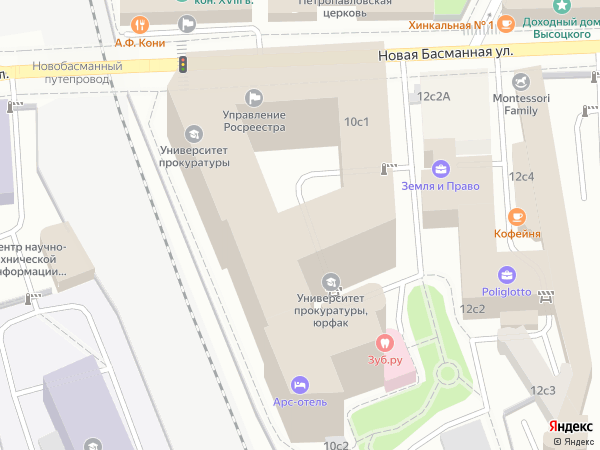 кон. XVIII в.
Петропавловская
церковь
Хинкальная № 1
Доходный дом
Высоцкого
А.Ф. Кони
Новая Басманная ул.
ул.
Новобасманный
путепровод
Управление
Росреестра
10с1
12с2А
Montessori
Family
Университет
прокуратуры
Земля и Право
12с4
Кофейня
ентр научно-
хнической
нформации...
Университет
прокуратуры,
юрфак
Poliglotto
12с2
Зуб.ру
12с3
Арс-отель
10с2
Яндекс